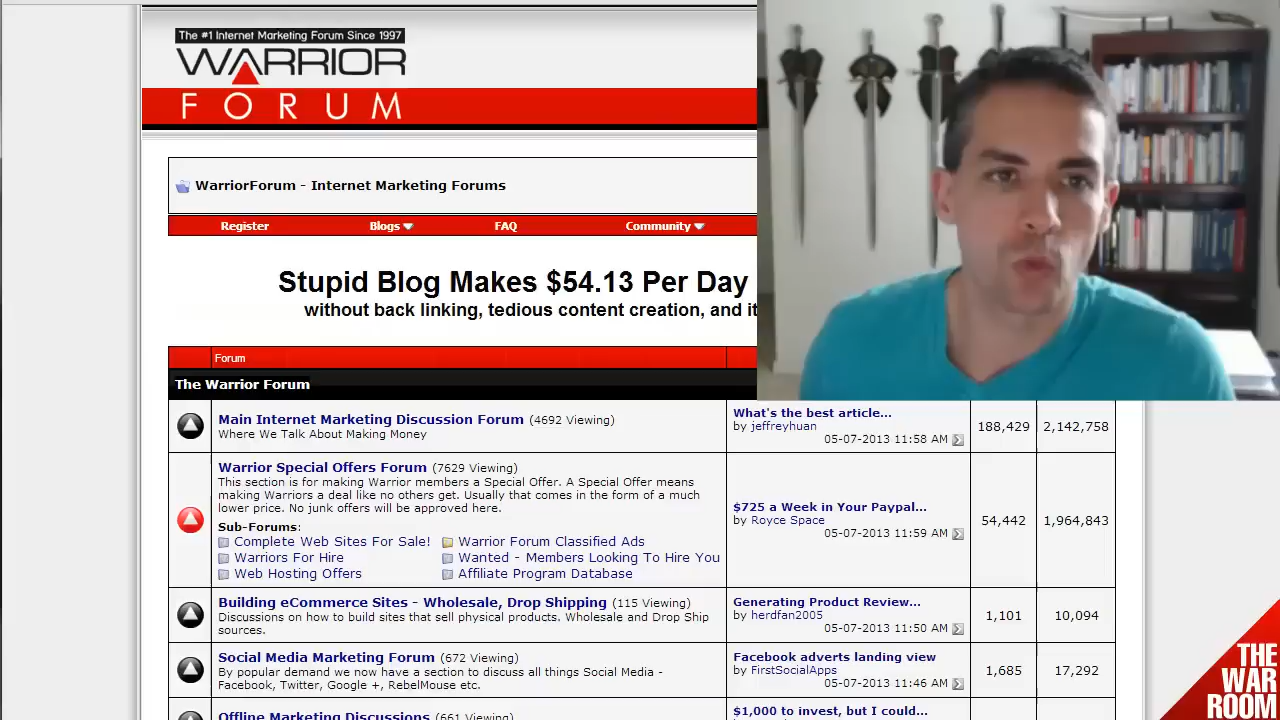 The #1 Internet Marketing Forum Since 1997
WARRIOR
FORUM
WarriorForum - Internet Marketing Forums
Register Blogs FAQ Community
Stupid Blog Makes $54.13 Per Day
without back linking, tedious content creation, and it
Forum
The Warrior Forum
Main Internet Marketing Discussion Forum (4692 Viewing)
Where We Talk About Making Money
What's the best article...
by jeffreyhuan
05-07-2013 11:58 AM
188,429 2,142,758
Warrior Special Offers Forum (7629 Viewing)
This section is for making Warrior members a Special Offer. A Special Offer means
making Warriors a deal like no others get. Usually that comes in the form of a much
lower price. No junk offers will be approved here.
Sub-Forums:
Complete Web Sites For Sale! Warrior Forum Classified Ads
Warriors For Hire Wanted - Members Looking To Hire You
Web Hosting Offers Affiliate Program Database
$725 a Week in Your Paypal...
by Royce Space
05-07-2013 11:59 AM
54,442 1,964,843
Building eCommerce Sites - Wholesale, Drop Shipping (115 Viewing)
Discussions on how to build sites that sell physical products. Wholesale and Drop Ship
sources.
Generating Product Review...
by herdfan2005
05-07-2013 11:50 AM
1,101 10,094
Social Media Marketing Forum (672 Viewing)
By popular demand we now have a section to discuss all things Social Media -
Facebook, Twitter, Google +, RebelMouse etc.
Facebook adverts landing view
by FirstSocialApps
05-07-2013 11:46 AM
1,685 17,292
Offline Marketing Discussions (661 Viewing)
$1,000 to invest, but I could...
THE
WAR
ROOM